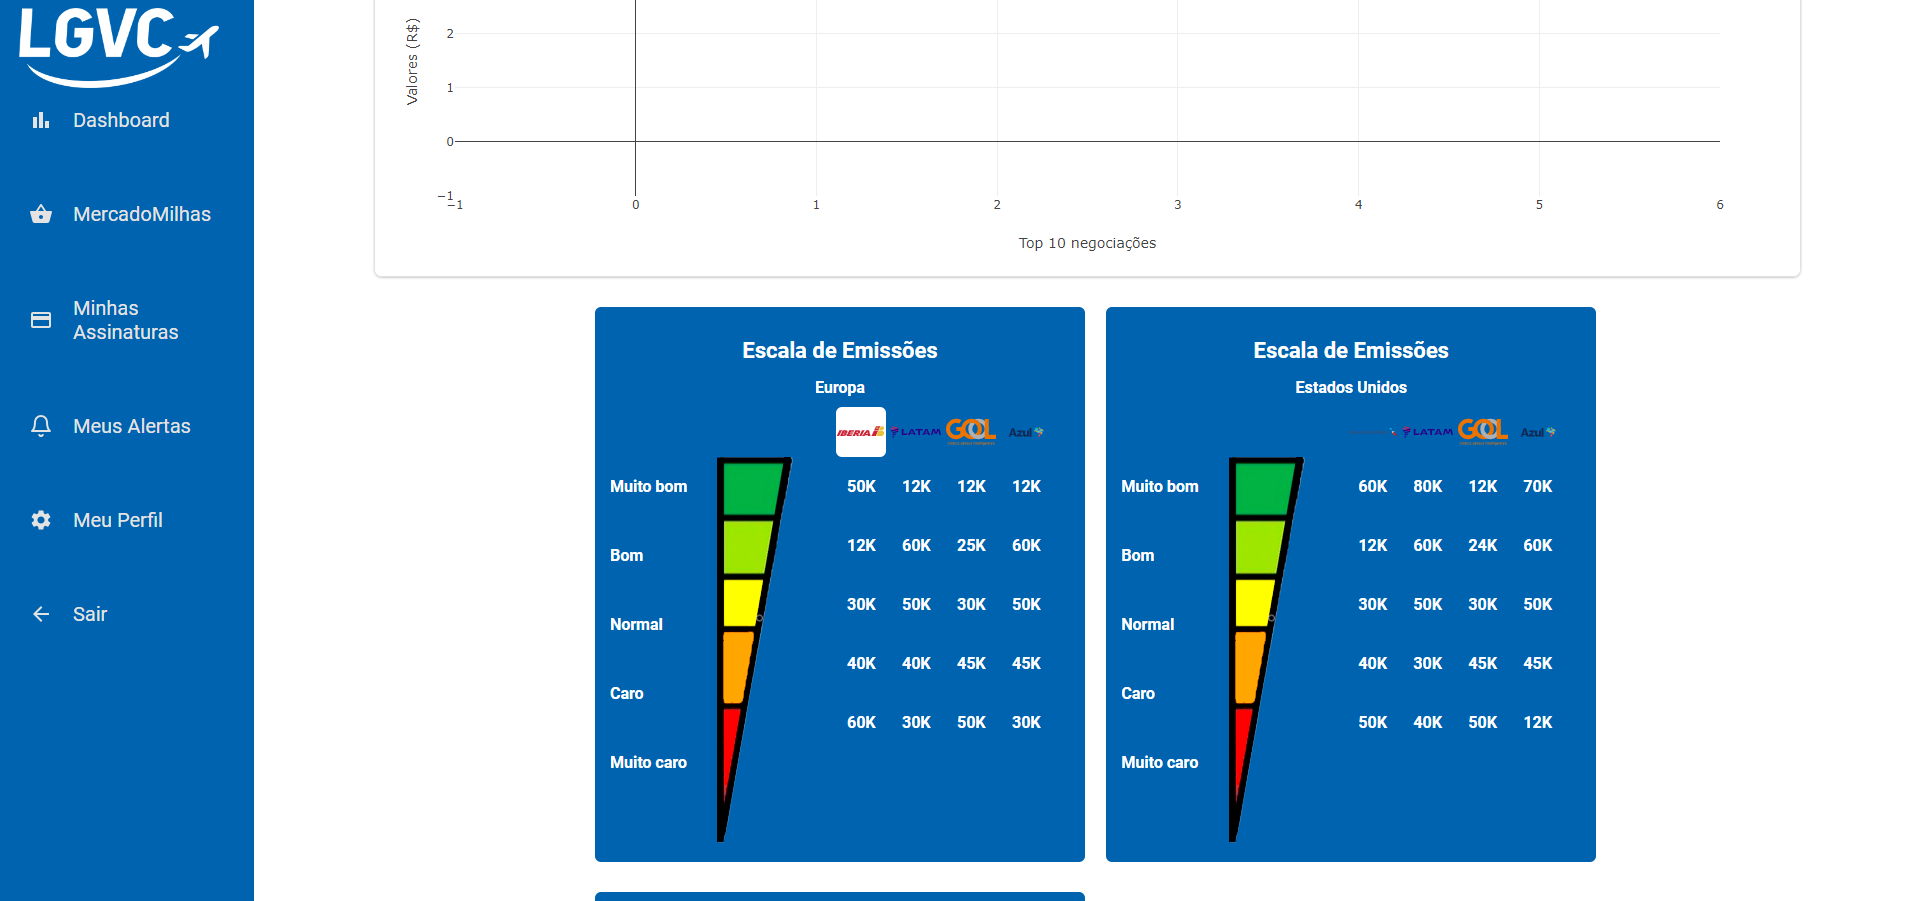 LGVC
Dashboard
MercadoMilhas
Minhas
Assinaturas
Meus Alertas
Meu Perfil
Sair
Valores (R$)
2
1
0
−1
−1 0 1 2 3 4 5 6
Top 10 negociações
Escala de Emissões
Europa
IBERIA LATAM GOL Azul
Muito bom 50K 12K 12K 12K
Bom 12K 60K 25K 60K
Normal 30K 50K 30K 50K
Caro 40K 40K 45K 45K
Muito caro 60K 30K 50K 30K
Escala de Emissões
Estados Unidos
LATAM GOL Azul
Muito bom 60K 80K 12K 70K
Bom 12K 60K 24K 60K
Normal 30K 50K 30K 50K
Caro 40K 30K 45K 45K
Muito caro 50K 40K 50K 12K